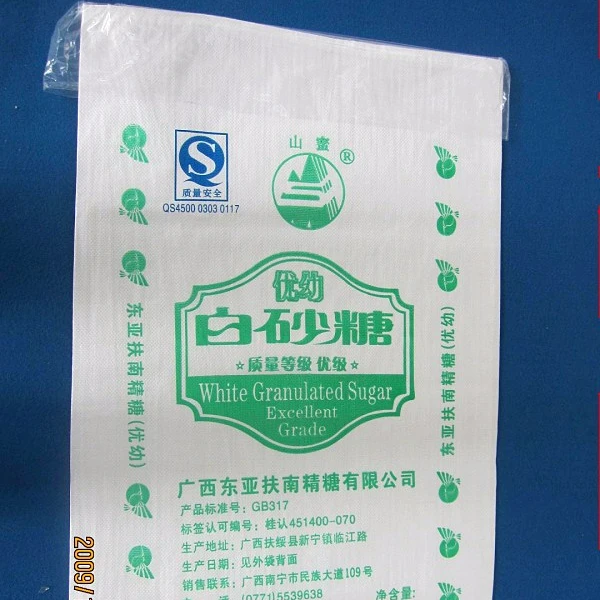 山蜜®
质量安全
QS4500 0303 0117
优幼
白砂糖
☆质量等级 优级☆
White Granulated Sugar
Excellent
Grade
东亚扶南精糖(优幼)
东亚扶南精糖(优幼)
广西东亚扶南精糖有限公司
产品标准号：GB317
标签认可编号：桂认451400-070
生产地址：广西扶绥县新宁镇临江路
生产日期：见外袋背面
销售联系：广西南宁市民族大道109号
(0771)5539638
净含量:
2009/